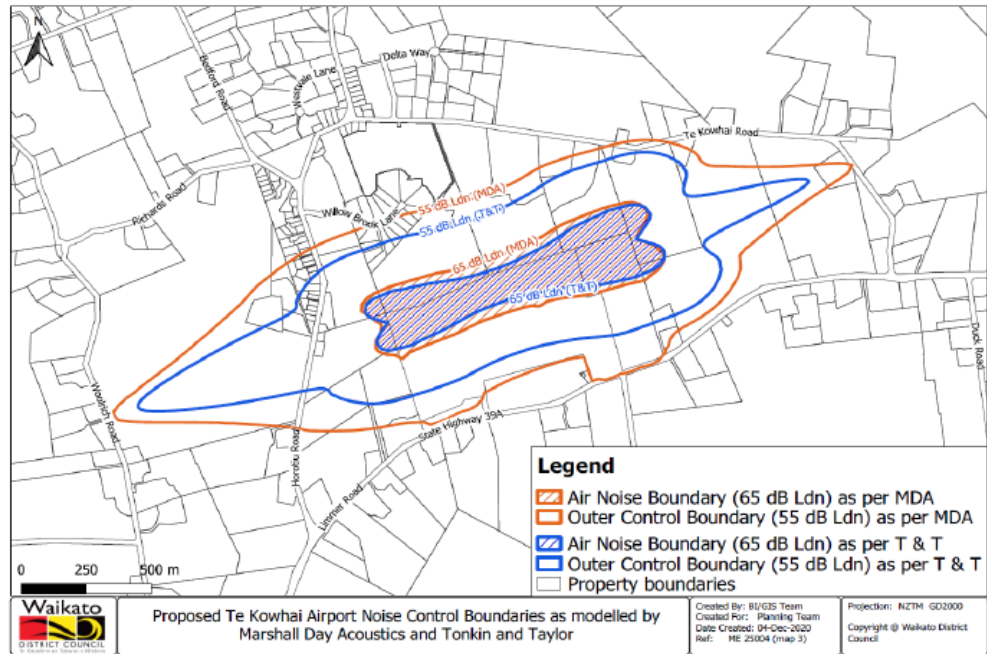 N
Bedford Road
Westvale Lane
Delta Way
Te Kowhai Road
Richards Road
Willow Brook Lane
55 dB Ldn (MDA)
55 dB Ldn (T&T)
65 dB Ldn (MDA)
65 dB Ldn (T&T)
Woolrich Road
Horotiu Road
Limmer Road
State Highway 39A
Duck Road
Legend
Air Noise Boundary (65 dB Ldn) as per MDA
Outer Control Boundary (55 dB Ldn) as per MDA
Air Noise Boundary (65 dB Ldn) as per T & T
Outer Control Boundary (55 dB Ldn) as per T & T
Property boundaries
0 250 500 m
Waikato
DISTRICT COUNCIL
Proposed Te Kowhai Airport Noise Control Boundaries as modelled by
Marshall Day Acoustics and Tonkin and Taylor
Created By: BI/GIS Team
Created For: Planning Team
Date Created: 04-Dec-2020
Ref: ME 25004 (map 3)
Projection: NZTM GD2000
Copyright @ Waikato District
Council